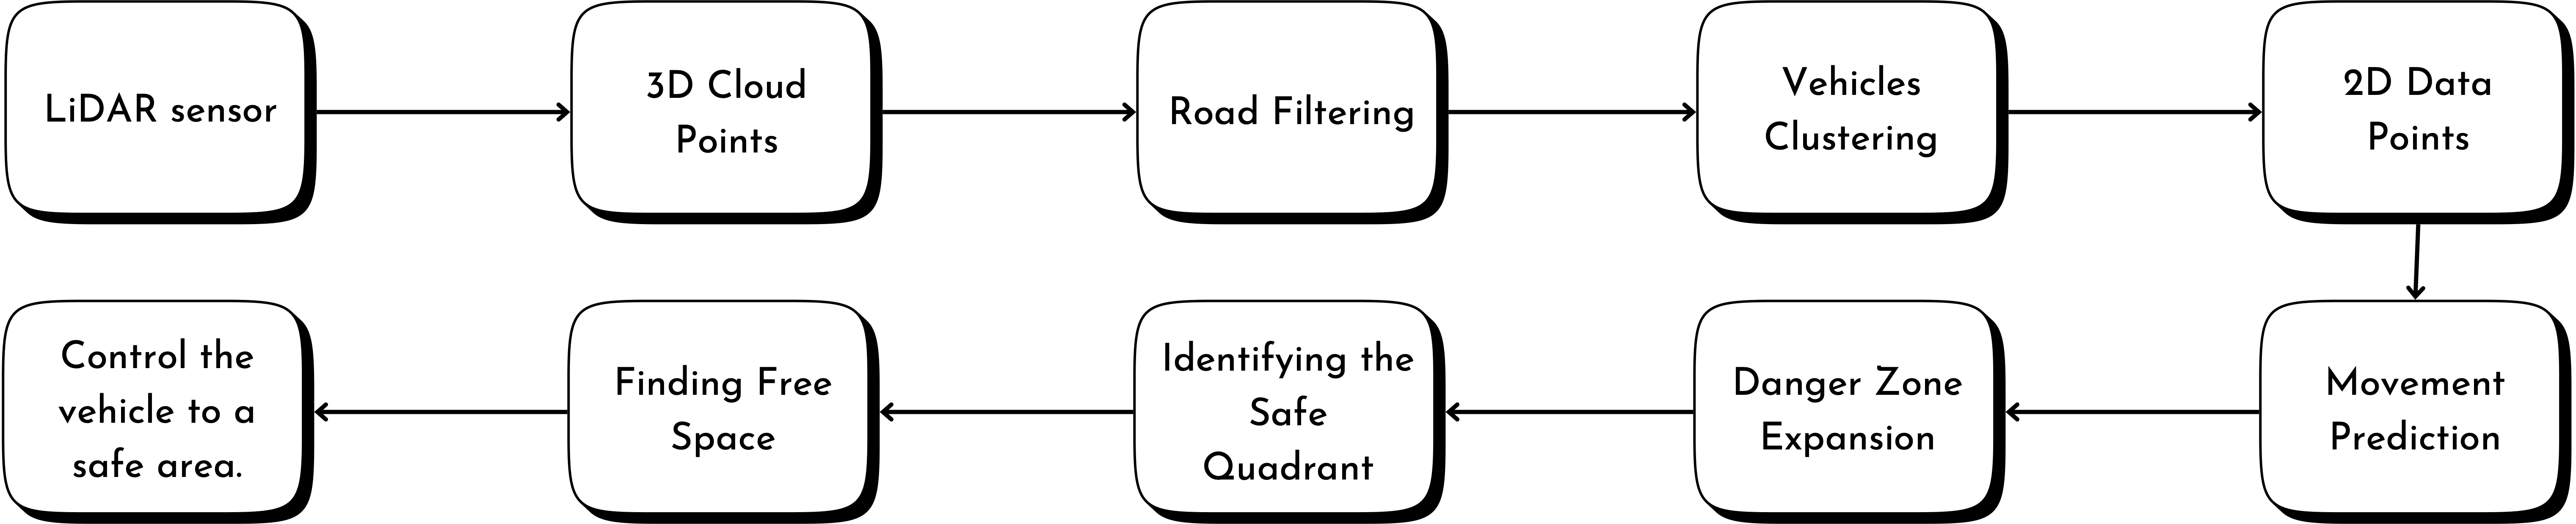 LiDAR sensor
3D Cloud
Points
Road Filtering
Vehicles
Clustering
2D Data
Points
Movement
Prediction
Danger Zone
Expansion
Identifying the
Safe
Quadrant
Finding Free
Space
Control the
vehicle to a
safe area.